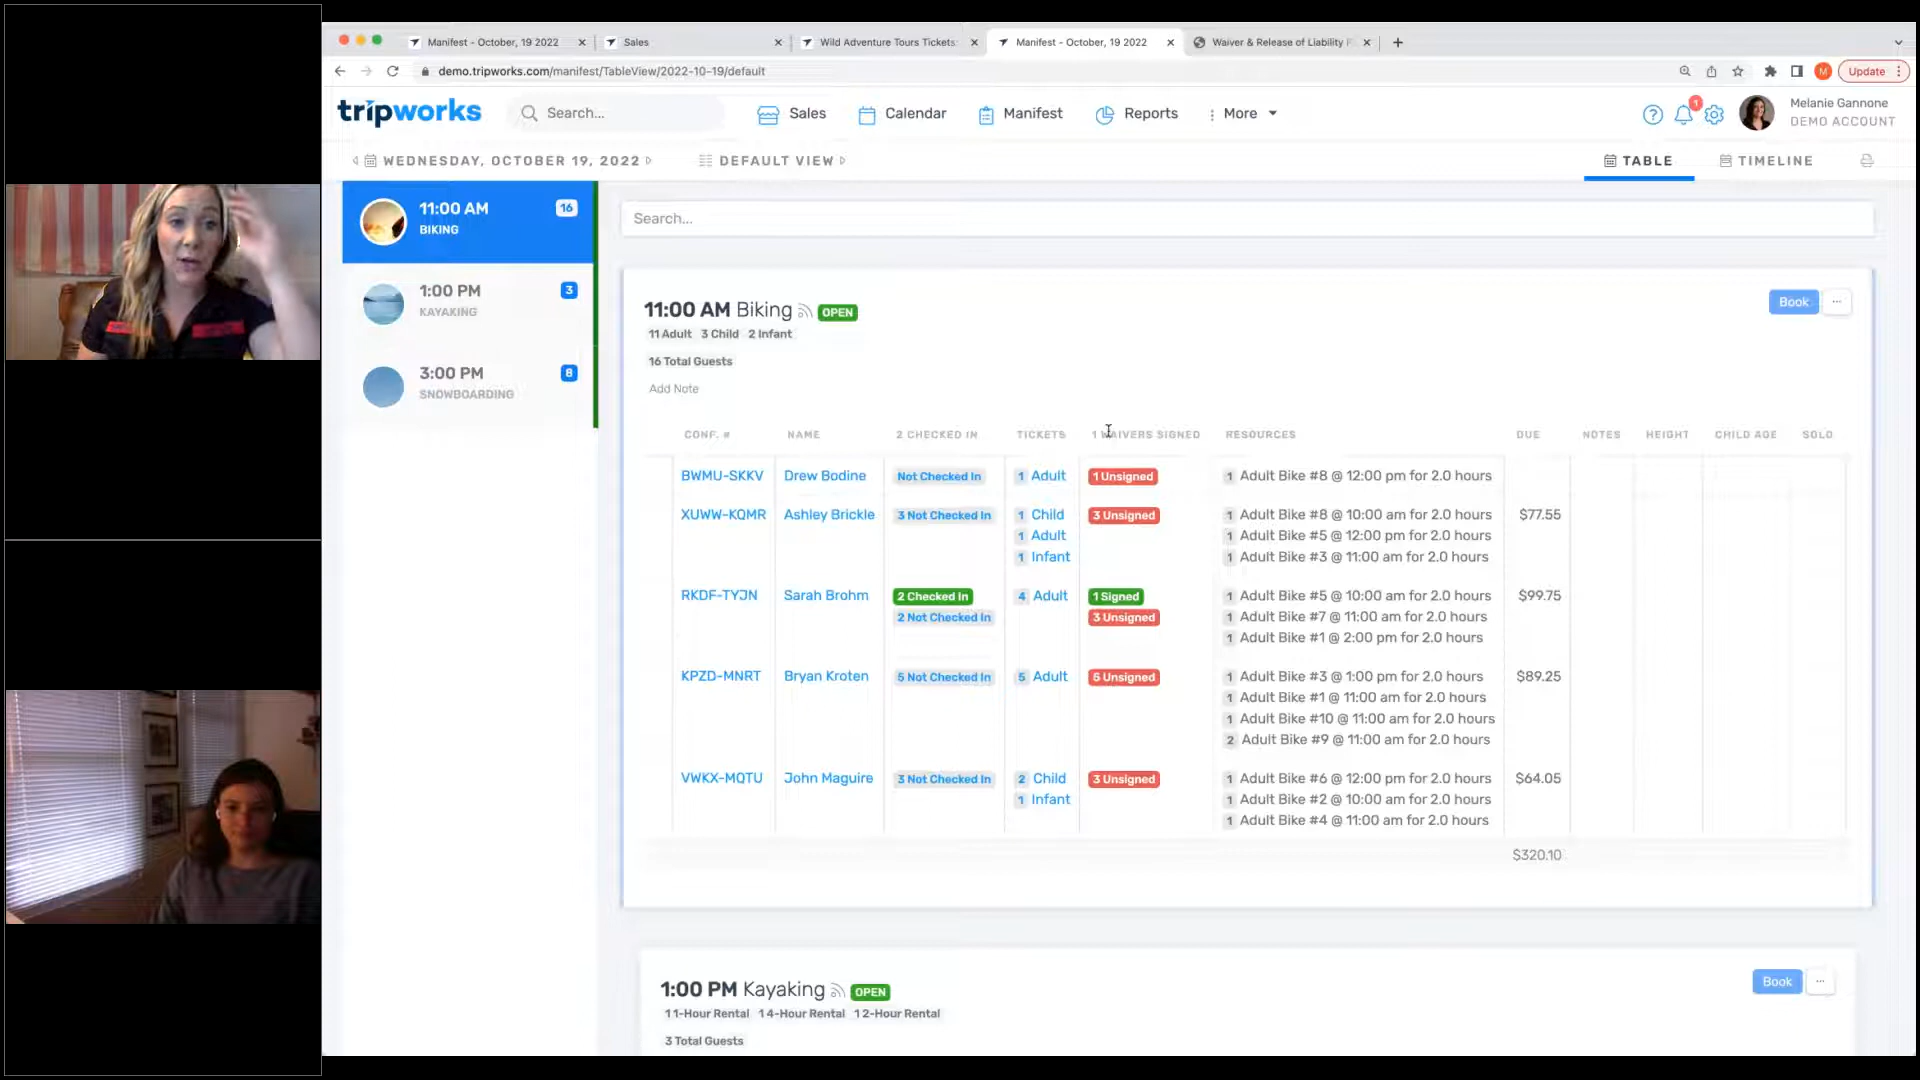 Manifest - October, 19 2022
Sales
Wild Adventure Tours Tickets
Manifest - October, 19 2022
Waiver & Release of Liability
demo.tripworks.com/manifest/TableView/2022-10-19/default
M
Update
tripworks
Search...
Sales
Calendar
Manifest
Reports
More
1
Melanie Gannone
DEMO ACCOUNT
WEDNESDAY, OCTOBER 19, 2022
DEFAULT VIEW
TABLE
TIMELINE
11:00 AM 16
BIKING
1:00 PM 3
KAYAKING
3:00 PM 8
SNOWBOARDING
Search...
11:00 AM Biking OPEN
Book ...
11 Adult 3 Child 2 Infant
16 Total Guests
Add Note
CONF. # NAME 2 CHECKED IN TICKETS 1 WAIVERS SIGNED RESOURCES DUE NOTES HEIGHT CHILD AGE SOLO
BWMU-SKKV Drew Bodine Not Checked In 1 Adult 1 Unsigned 1 Adult Bike #8 @ 12:00 pm for 2.0 hours
XUWW-KQMR Ashley Brickle 3 Not Checked In 1 Child 3 Unsigned 1 Adult Bike #8 @ 10:00 am for 2.0 hours $77.55
1 Adult 1 Adult Bike #5 @ 12:00 pm for 2.0 hours
1 Infant 1 Adult Bike #3 @ 11:00 am for 2.0 hours
RKDF-TYJN Sarah Brohm 2 Checked In 4 Adult 1 Signed 1 Adult Bike #5 @ 10:00 am for 2.0 hours $99.75
2 Not Checked In 3 Unsigned 1 Adult Bike #7 @ 11:00 am for 2.0 hours
1 Adult Bike #1 @ 2:00 pm for 2.0 hours
KPZD-MNRT Bryan Kroten 5 Not Checked In 5 Adult 6 Unsigned 1 Adult Bike #3 @ 1:00 pm for 2.0 hours $89.25
1 Adult Bike #1 @ 11:00 am for 2.0 hours
1 Adult Bike #10 @ 11:00 am for 2.0 hours
2 Adult Bike #9 @ 11:00 am for 2.0 hours
VWKX-MQTU John Maguire 3 Not Checked In 2 Child 3 Unsigned 1 Adult Bike #6 @ 12:00 pm for 2.0 hours $64.05
1 Infant 1 Adult Bike #2 @ 10:00 am for 2.0 hours
1 Adult Bike #4 @ 11:00 am for 2.0 hours
$320.10
1:00 PM Kayaking OPEN
Book ...
1 1-Hour Rental 1 4-Hour Rental 1 2-Hour Rental
3 Total Guests